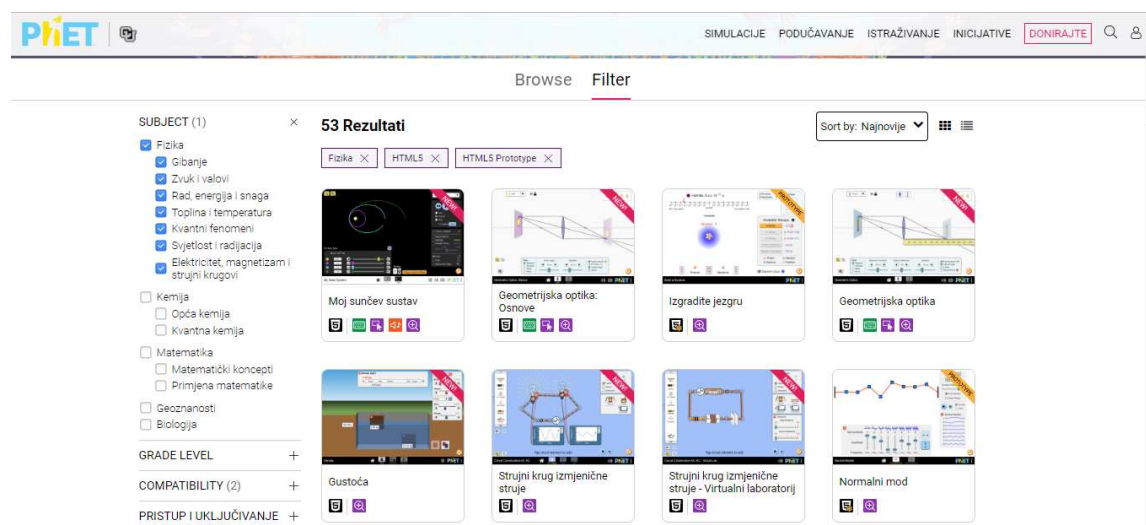 PhET
SIMULACIJE PODUČAVANJE ISTRAŽIVANJE INICIJATIVE DONIRAJTE
Browse Filter
SUBJECT (1)
Fizika
Gibanje
Zvuk i valovi
Rad, energija i snaga
Toplina i temperatura
Kvantni fenomeni
Svjetlost i radijacija
Elektricitet, magnetizam i
strujni krugovi
Kemija
Opća kemija
Kvantna kemija
Matematika
Matematički koncepti
Primjena matematike
Geoznanosti
Biologija
GRADE LEVEL
COMPATIBILITY (2)
PRISTUP I UKLJUČIVANJE
53 Rezultati
Sort by: Najnovije
Fizika HTML5 HTML5 Prototype
NEW!
NEW!
PROTOTYPE
NEW!
Moj sunčev sustav
Geometrijska optika:
Osnove
Izgradite jezgru
Geometrijska optika
NEW!
NEW!
NEW!
PROTOTYPE
Gustoća
Strujni krug izmjenične
struje
Strujni krug izmjenične
struje - Virtualni laboratorij
Normalni mod